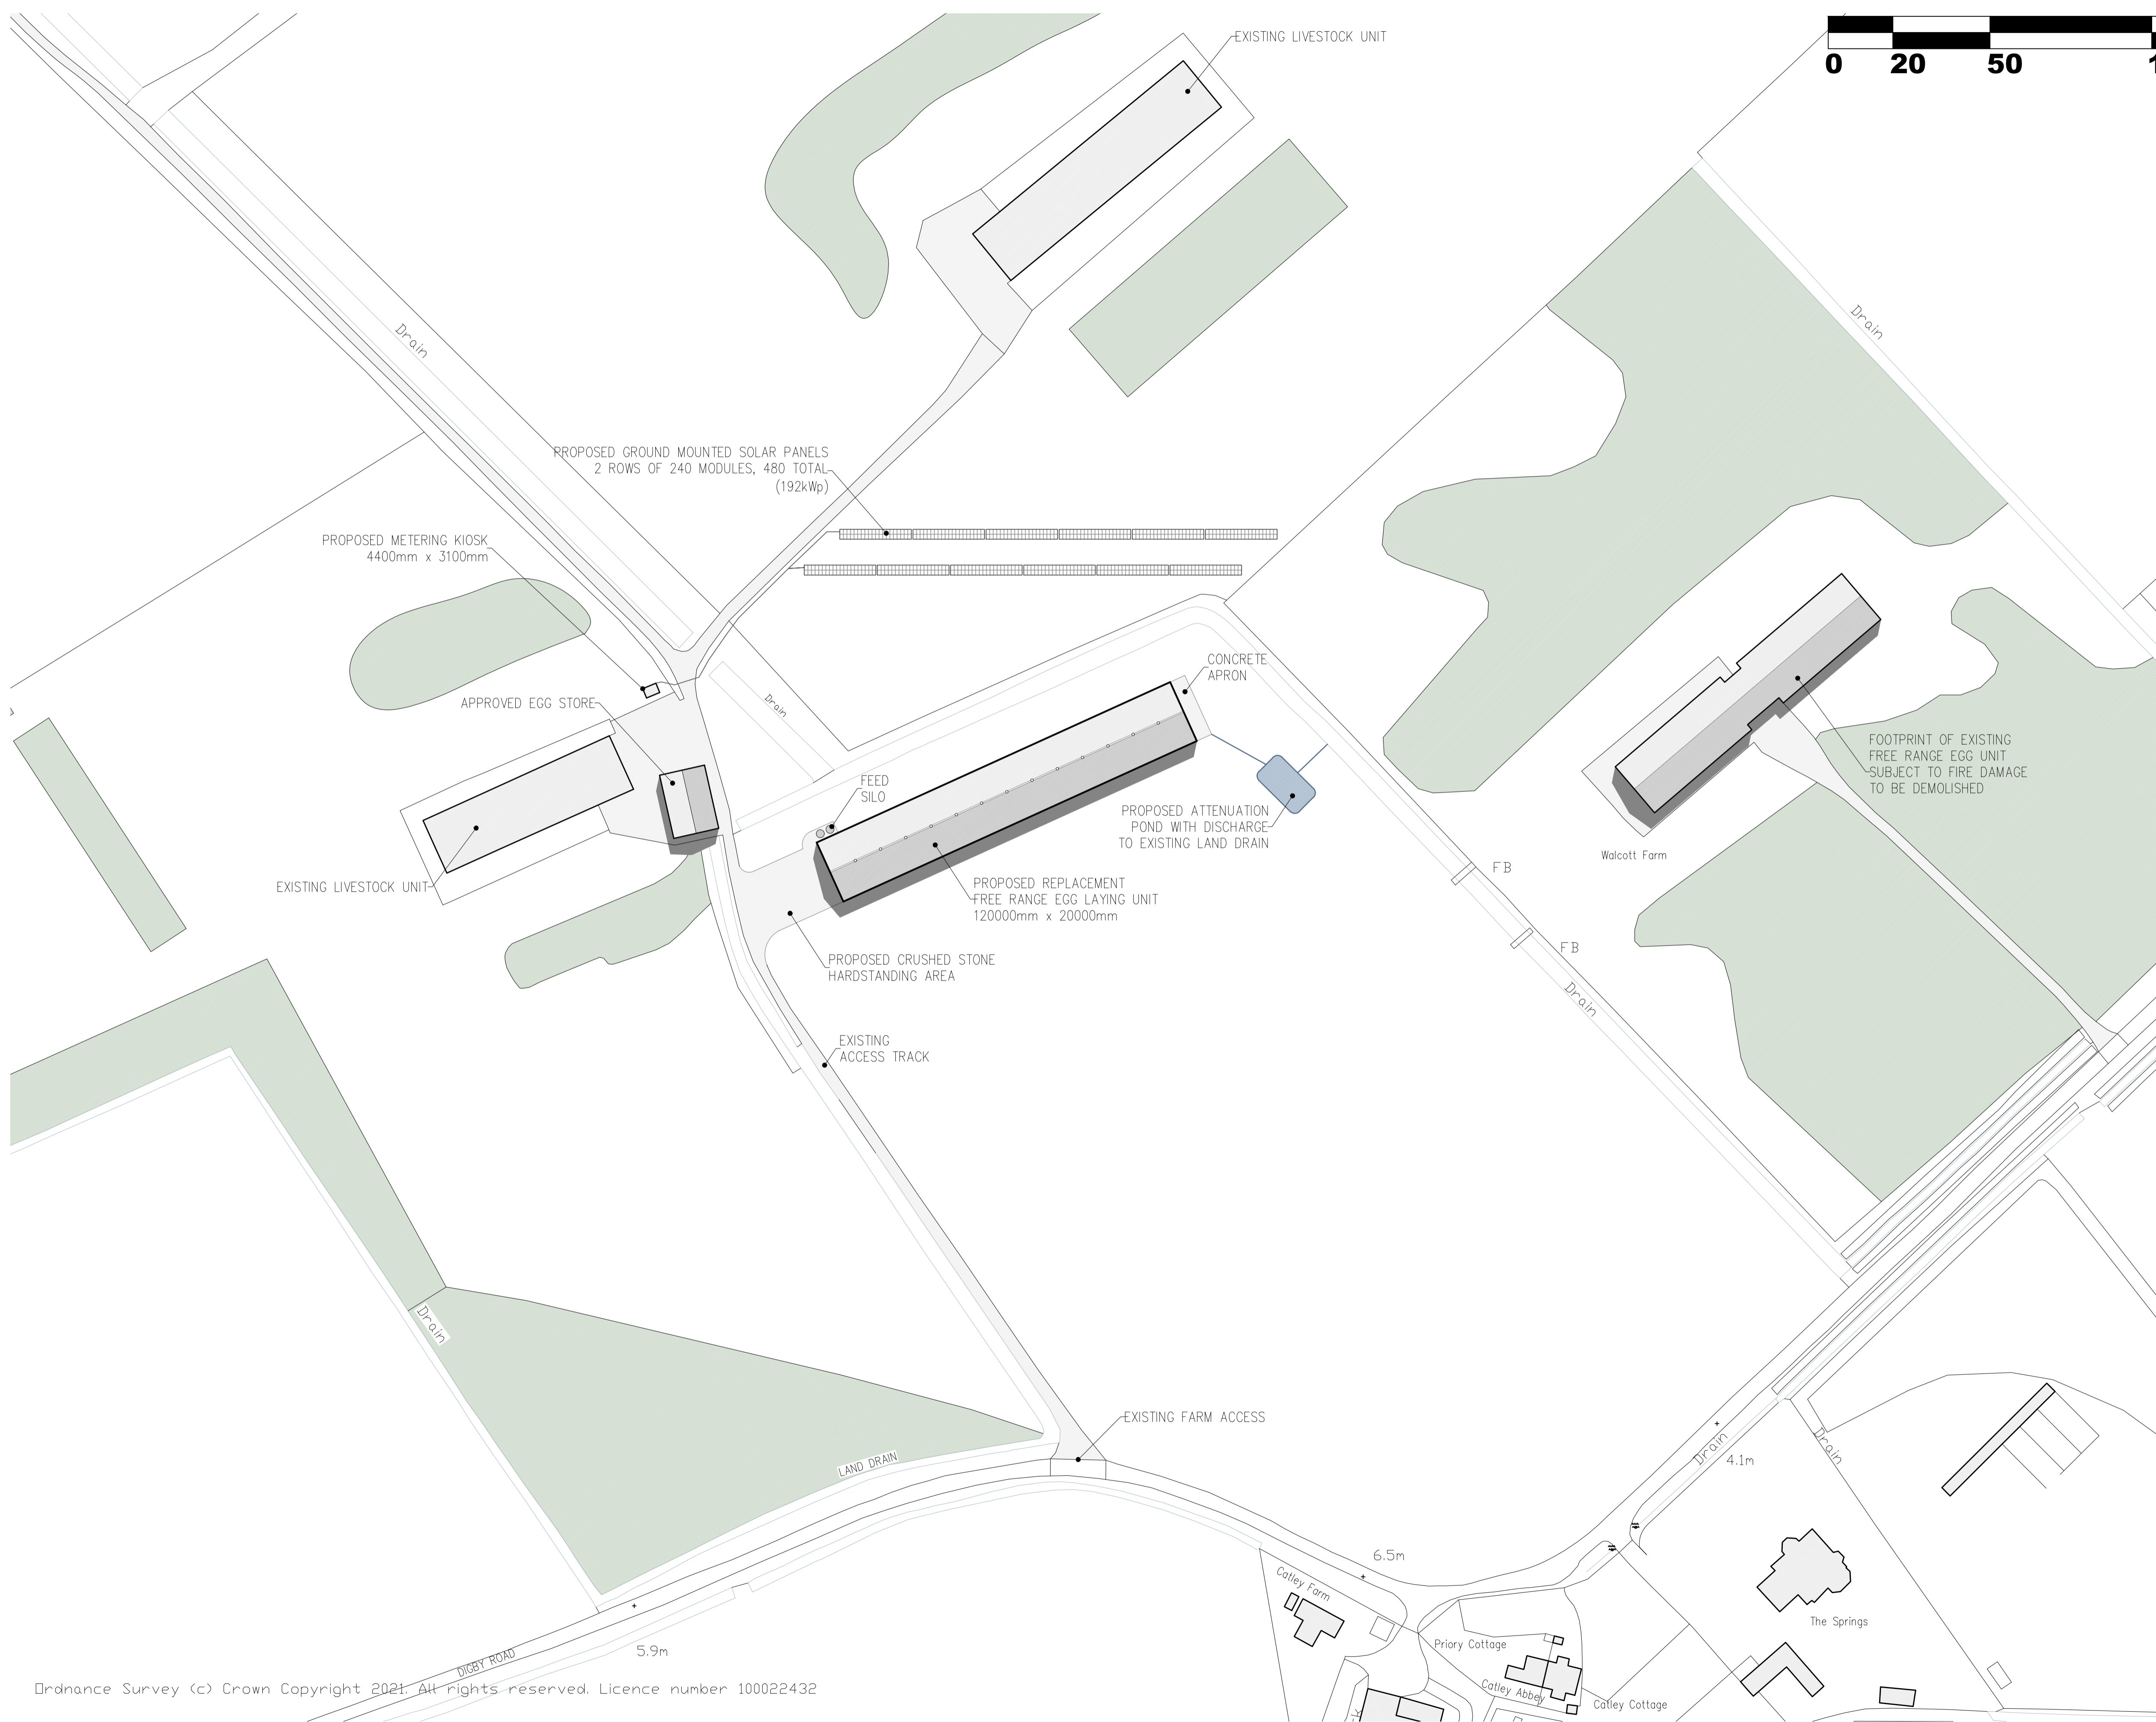 EXISTING LIVESTOCK UNIT
0 20 50
Drain
Drain
PROPOSED GROUND MOUNTED SOLAR PANELS
2 ROWS OF 240 MODULES, 480 TOTAL
(192kWp)
PROPOSED METERING KIOSK
4400mm x 3100mm
CONCRETE
APRON
APPROVED EGG STORE
Drain
FOOTPRINT OF EXISTING
FREE RANGE EGG UNIT
SUBJECT TO FIRE DAMAGE
TO BE DEMOLISHED
FEED
SILO
PROPOSED ATTENUATION
POND WITH DISCHARGE
TO EXISTING LAND DRAIN
Walcott Farm
FB
EXISTING LIVESTOCK UNIT
PROPOSED REPLACEMENT
FREE RANGE EGG LAYING UNIT
120000mm x 20000mm
FB
PROPOSED CRUSHED STONE
HARDSTANDING AREA
Drain
EXISTING
ACCESS TRACK
Drain
EXISTING FARM ACCESS
LAND DRAIN
Drain
Drain
4.1m
6.5m
Catley Farm
The Springs
Priory Cottage
5.9m
DIGBY ROAD
Catley Abbey
Catley Cottage
Ordnance Survey (c) Crown Copyright 2021. All rights reserved. Licence number 100022432